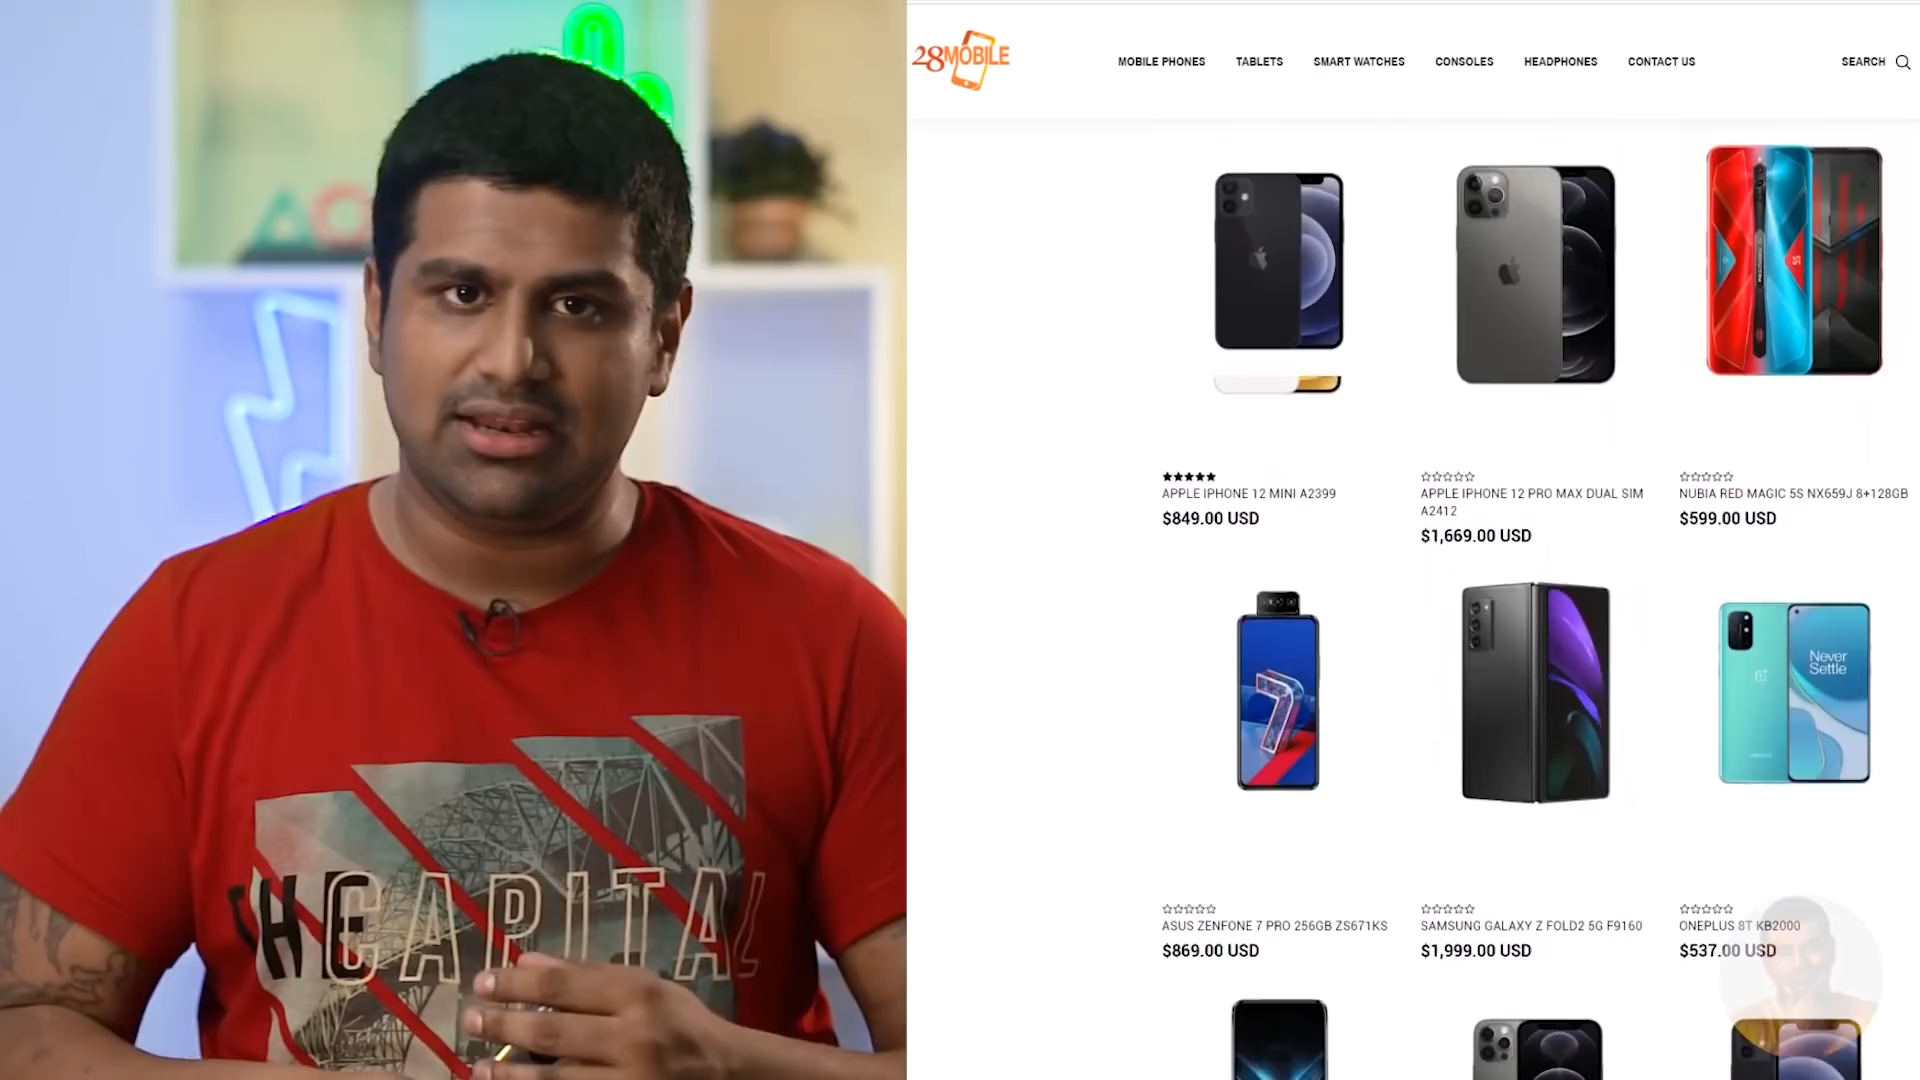 28MOBILE
MOBILE PHONES
TABLETS
SMART WATCHES
CONSOLES
HEADPHONES
CONTACT US
SEARCH
APPLE IPHONE 12 MINI A2399
$849.00 USD
APPLE IPHONE 12 PRO MAX DUAL SIM
A2412
$1,669.00 USD
NUBIA RED MAGIC 5S NX659J 8+128GB
$599.00 USD
Never
Settle
ASUS ZENFONE 7 PRO 256GB ZS671KS
$869.00 USD
SAMSUNG GALAXY Z FOLD2 5G F9160
$1,999.00 USD
ONEPLUS 8T KB2000
$537.00 USD
THE CAPITAL